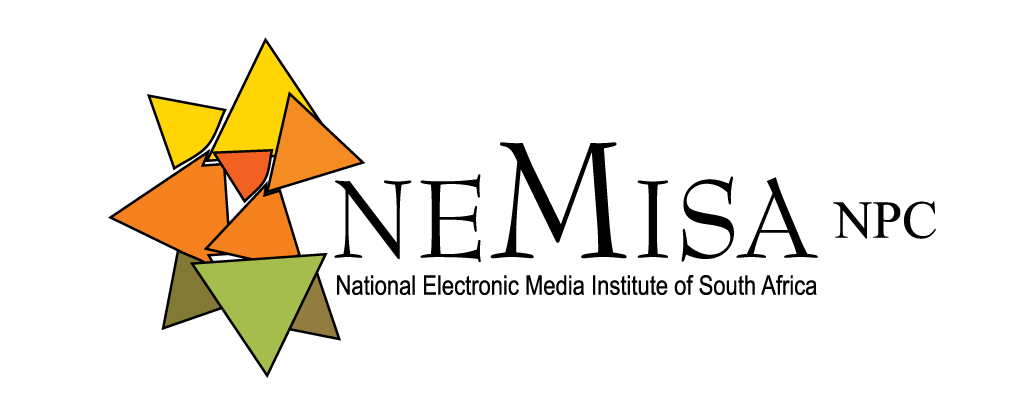 NEMISA NPC
National Electronic Media Institute of South Africa